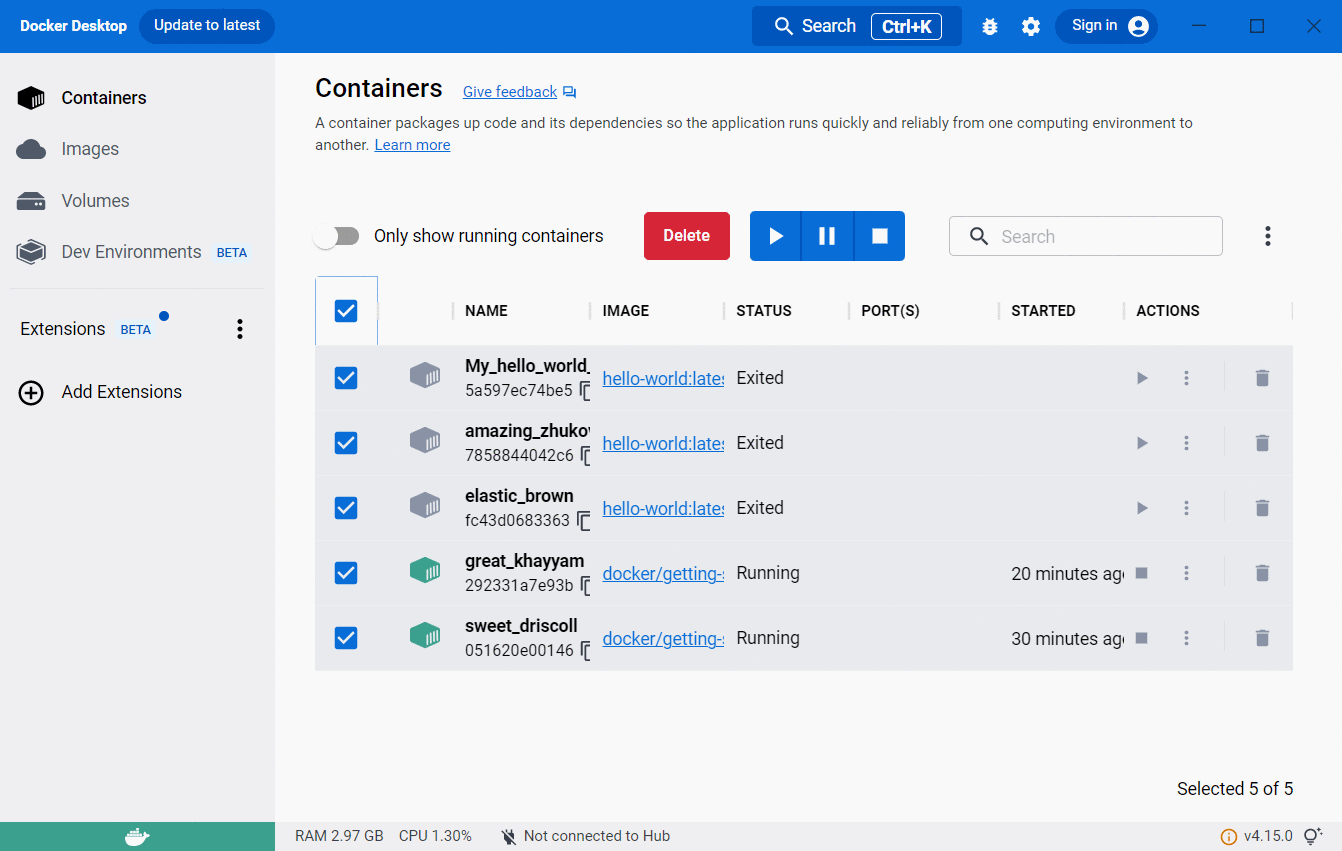 Docker Desktop Update to latest Search Ctrl+K Sign in
Containers
Images
Volumes
Dev Environments BETA
Extensions BETA
Add Extensions
Containers Give feedback
A container packages up code and its dependencies so the application runs quickly and reliably from one computing environment to
another. Learn more
Only show running containers Delete Search
NAME IMAGE STATUS PORT(S) STARTED ACTIONS
My_hello_world_
5a597ec74be5 hello-world:lates Exited
amazing_zhukov
7858844042c6 hello-world:lates Exited
elastic_brown
fc43d0683363 hello-world:lates Exited
great_khayyam
292331a7e93b docker/getting-s Running 20 minutes ago
sweet_driscoll
051620e00146 docker/getting-s Running 30 minutes ago
Selected 5 of 5
RAM 2.97 GB CPU 1.30% Not connected to Hub v4.15.0